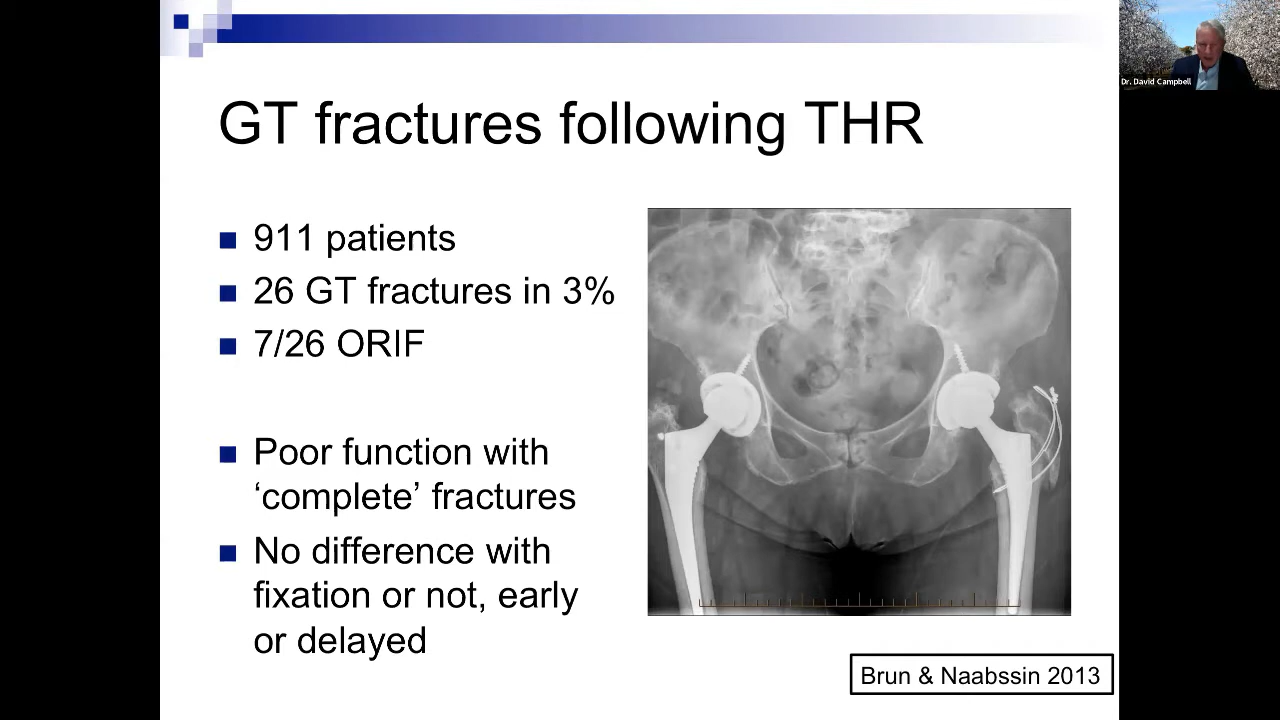 Dr. David Campbell
GT fractures following THR
911 patients
26 GT fractures in 3%
7/26 ORIF
Poor function with
‘complete’ fractures
No difference with
fixation or not, early
or delayed
Brun & Naabssin 2013